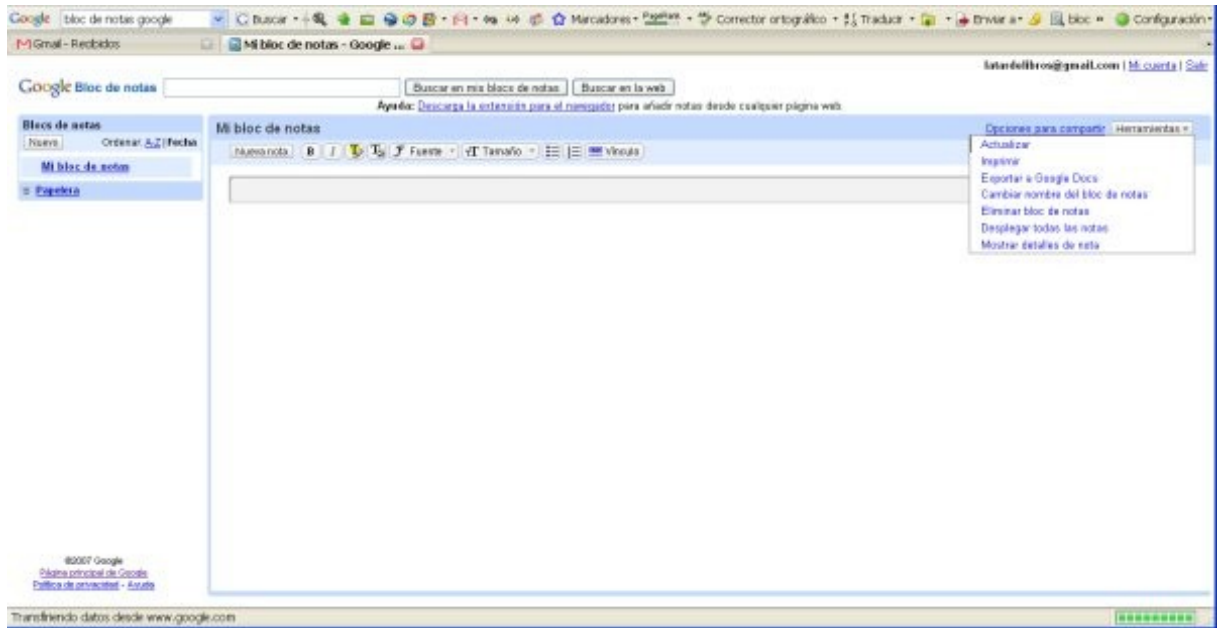 Google bloc de notas google Buscar Marcadores PageRank Corrector ortográfico Traducir Enviar a bloc Configuración
Gmail - Recibidos Mi bloc de notas - Google ...
latardelibros@gmail.com | Mi cuenta | Salir
Google Bloc de notas Buscar en mis blocs de notas Buscar en la web
Ayuda: Descarga la extensión para el navegador para añadir notas desde cualquier página web.
Blocs de notas
Nuevo Ordenar: A-Z | Fecha
Mi bloc de notas
Papelera
Mi bloc de notas Opciones para compartir Herramientas
Nueva nota B I Fuente Tamaño Vínculo
Actualizar
Imprimir
Exportar a Google Docs
Cambiar nombre del bloc de notas
Eliminar bloc de notas
Desplegar todas las notas
Mostrar detalles de nota
©2007 Google
Página principal de Google
Política de privacidad - Ayuda
Transfiriendo datos desde www.google.com